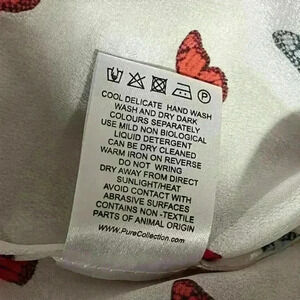 COOL DELICATE HAND WASH
WASH AND DRY DARK
COLOURS SEPARATELY
USE MILD NON BIOLOGICAL
LIQUID DETERGENT
CAN BE DRY CLEANED
WARM IRON ON REVERSE
DO NOT WRING
DRY AWAY FROM DIRECT
SUNLIGHT/HEAT
AVOID CONTACT WITH
ABRASIVE SURFACES
CONTAINS NON -TEXTILE
PARTS OF ANIMAL ORIGIN
www.PureCollection.com